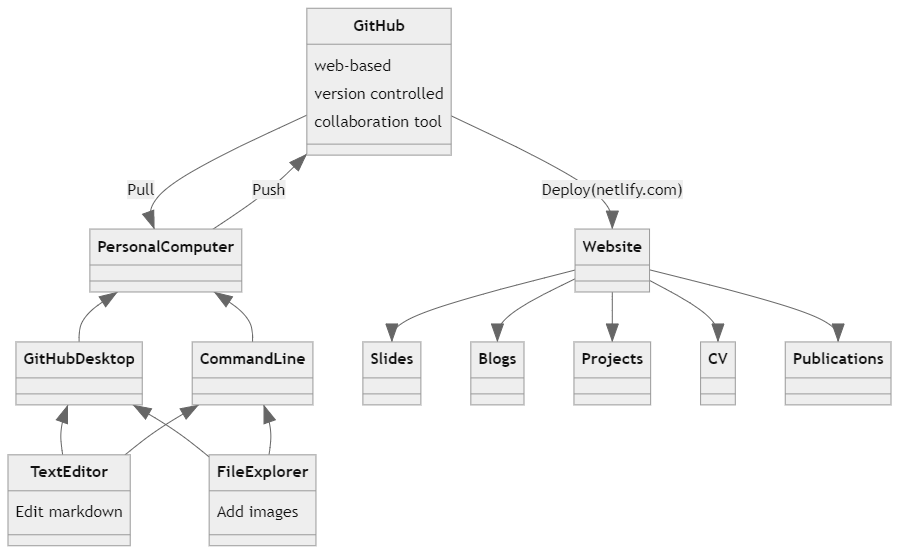 GitHub
web-based
version controlled
collaboration tool
Pull
Push
Deploy(netlify.com)
PersonalComputer
Website
GitHubDesktop
CommandLine
Slides
Blogs
Projects
CV
Publications
TextEditor
Edit markdown
FileExplorer
Add images